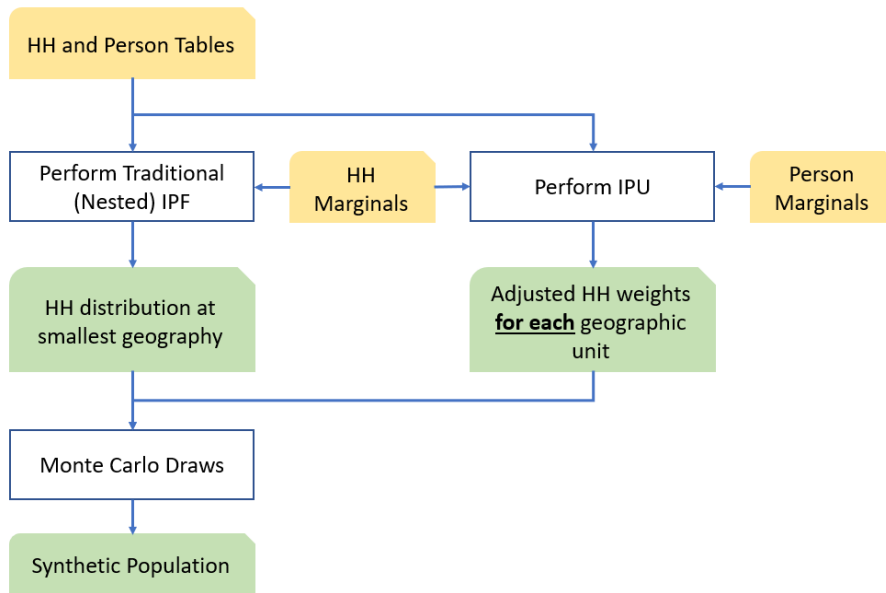 HH and Person Tables
Perform Traditional
(Nested) IPF
HH
Marginals
Perform IPU
Person
Marginals
HH distribution at
smallest geography
Adjusted HH weights
for each geographic
unit
Monte Carlo Draws
Synthetic Population